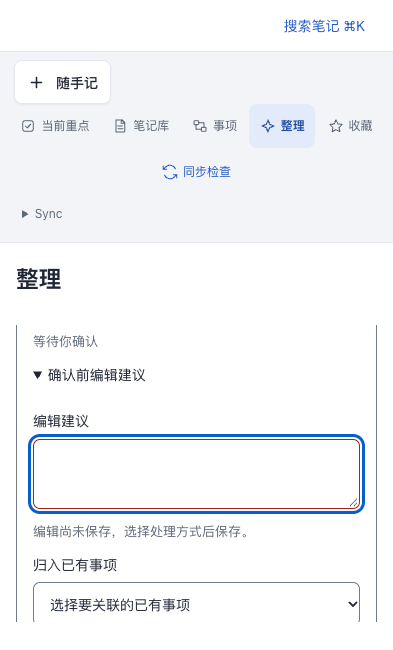 搜索笔记 ⌘K
随手记
当前重点
笔记库
事项
整理
收藏
同步检查
Sync
整理
等待你确认
确认前编辑建议
编辑建议
编辑尚未保存，选择处理方式后保存。
归入已有事项
选择要关联的已有事项